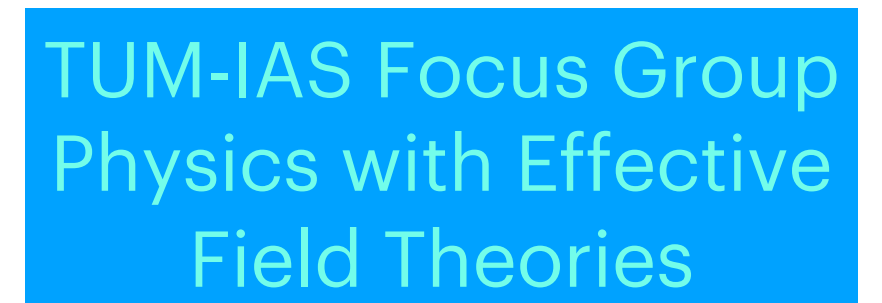 TUM-IAS Focus Group
Physics with Effective
Field Theories